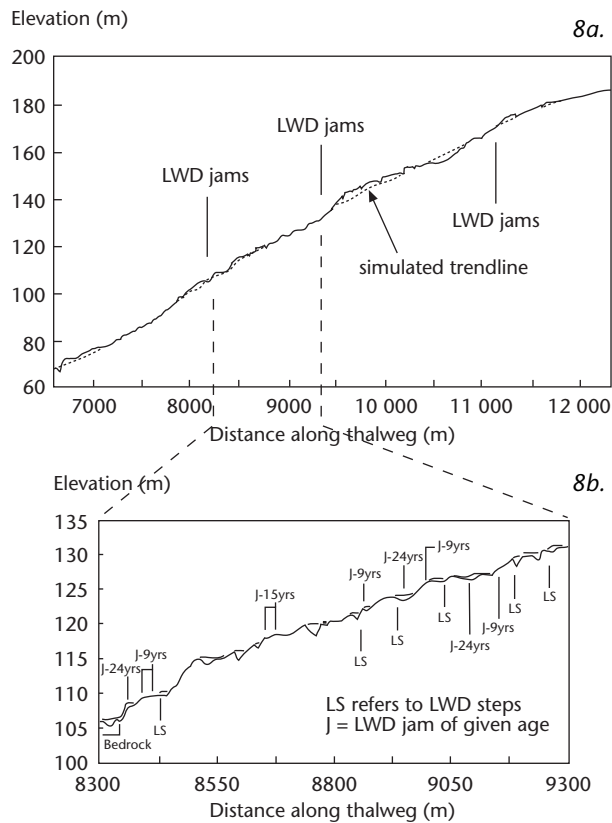 Elevation (m)
8a.
200
180
160
140
120
100
80
60
LWD jams
LWD jams
LWD jams
simulated trendline
7000 8000 9000 10 000 11 000 12 000
Distance along thalweg (m)
Elevation (m)
8b.
135
130
125
120
115
110
105
100
J-24yrs
J-9yrs
J-15yrs
J-9yrs
J-24yrs
J-9yrs
J-24yrs
J-9yrs
LS
LS
LS
LS
LS
LS
Bedrock
LS refers to LWD steps
J = LWD jam of given age
8300 8550 8800 9050 9300
Distance along thalweg (m)